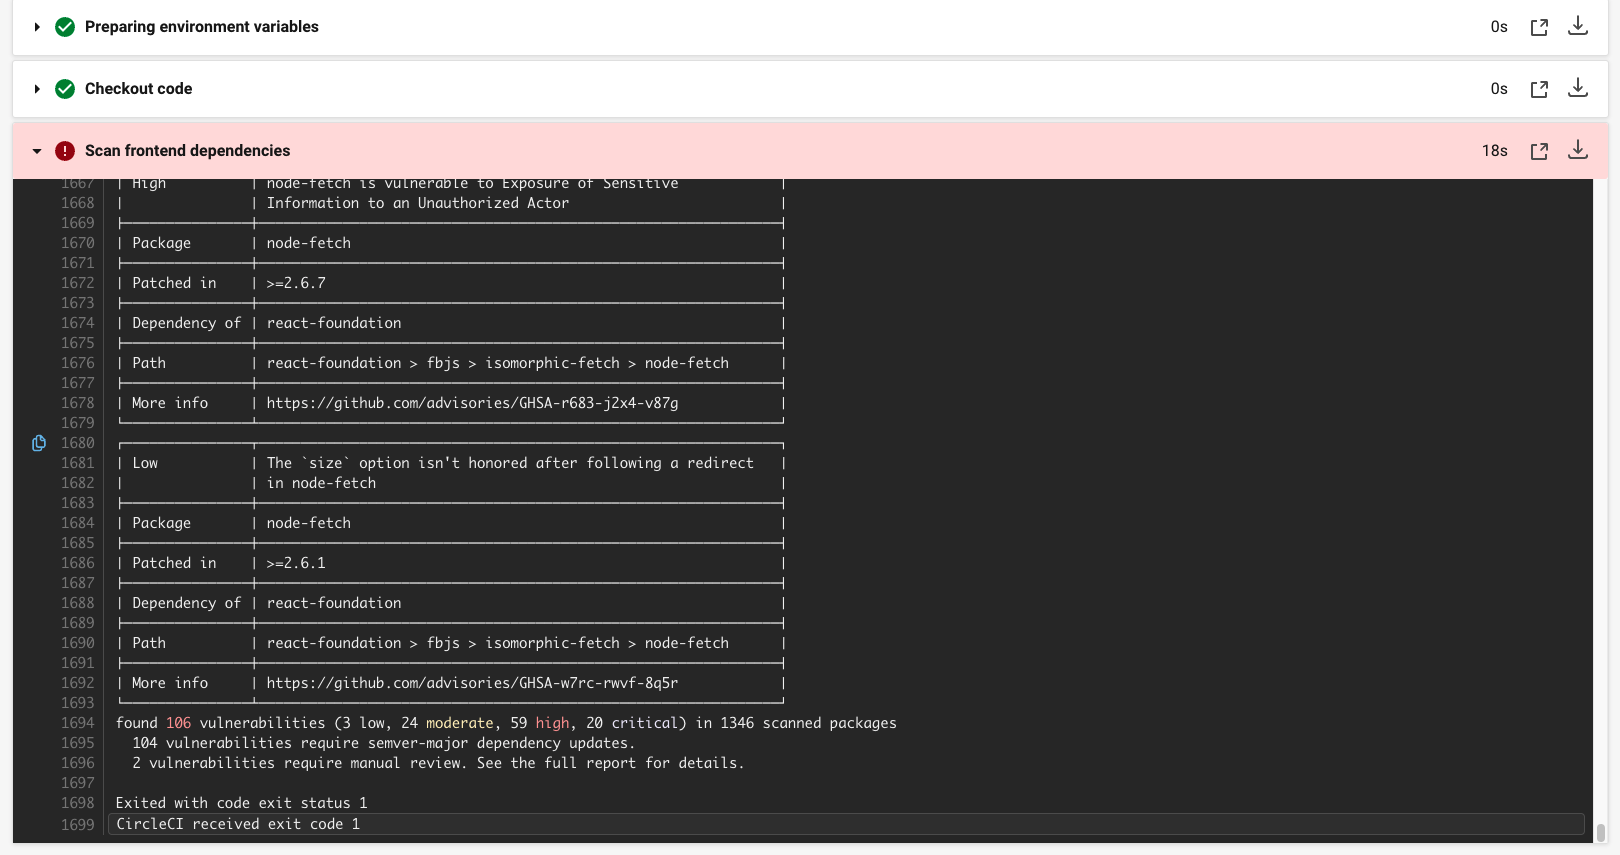 Preparing environment variables 0s
Checkout code 0s
Scan frontend dependencies 18s
1667 | High | node-fetch is vulnerable to Exposure of Sensitive |
1668 | | Information to an Unauthorized Actor |
1669
1670 | Package | node-fetch |
1671
1672 | Patched in | >=2.6.7 |
1673
1674 | Dependency of | react-foundation |
1675
1676 | Path | react-foundation > fbjs > isomorphic-fetch > node-fetch |
1677
1678 | More info | https://github.com/advisories/GHSA-r683-j2x4-v87g |
1679
1680
1681 | Low | The `size` option isn't honored after following a redirect |
1682 | | in node-fetch |
1683
1684 | Package | node-fetch |
1685
1686 | Patched in | >=2.6.1 |
1687
1688 | Dependency of | react-foundation |
1689
1690 | Path | react-foundation > fbjs > isomorphic-fetch > node-fetch |
1691
1692 | More info | https://github.com/advisories/GHSA-w7rc-rwvf-8q5r |
1693
1694 found 106 vulnerabilities (3 low, 24 moderate, 59 high, 20 critical) in 1346 scanned packages
1695 104 vulnerabilities require semver-major dependency updates.
1696 2 vulnerabilities require manual review. See the full report for details.
1697
1698 Exited with code exit status 1
1699 CircleCI received exit code 1